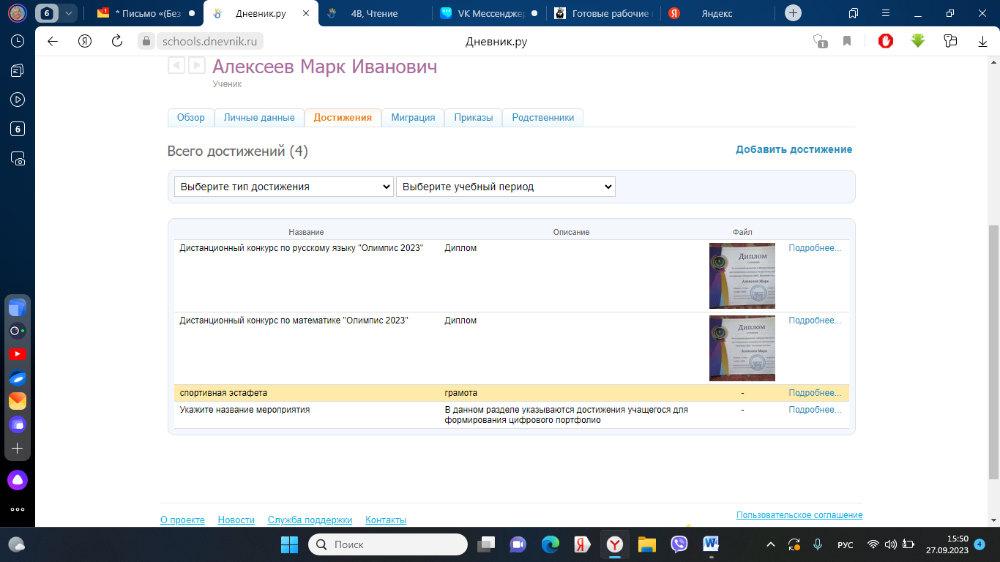 6
1
* Письмо «(Без
Дневник.ру
4В, Чтение
VK Мессенджер
Готовые рабочие
Я
Яндекс
Я
schools.dnevnik.ru
Дневник.ру
1
6
Алексеев Марк Иванович
Ученик
Обзор
Личные данные
Достижения
Миграция
Приказы
Родственники
Всего достижений (4)
Добавить достижение
Выберите тип достижения
Выберите учебный период
Название
Описание
Файл
Дистанционный конкурс по русскому языку "Олимпис 2023"
Диплом
Диплом
Алексеев Марк
Подробнее...
Дистанционный конкурс по математике "Олимпис 2023"
Диплом
Диплом
Алексеев Марк
Подробнее...
спортивная эстафета
грамота
-
Подробнее...
Укажите название мероприятия
В данном разделе указываются достижения учащегося для
формирования цифрового портфолио
-
Подробнее...
О проекте
Новости
Служба поддержки
Контакты
Пользовательское соглашение
Поиск
РУС
15:50
27.09.2023
4